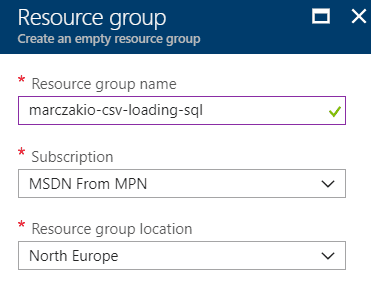 Resource group
Create an empty resource group
* Resource group name
marczakio-csv-loading-sql
* Subscription
MSDN From MPN
* Resource group location
North Europe